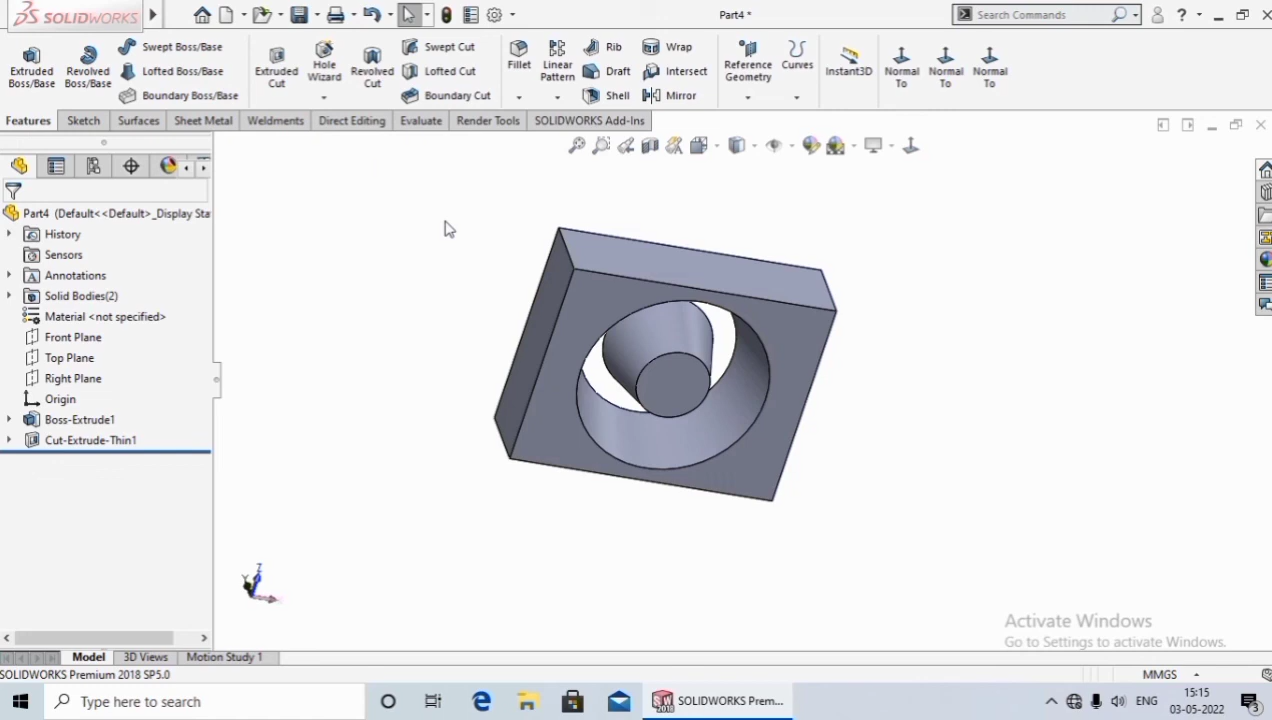 SOLIDWORKS
Part4 *
Search Commands
Extruded Boss/Base
Revolved Boss/Base
Swept Boss/Base
Lofted Boss/Base
Boundary Boss/Base
Extruded Cut
Hole Wizard
Revolved Cut
Swept Cut
Lofted Cut
Boundary Cut
Fillet
Linear Pattern
Rib
Draft
Shell
Wrap
Intersect
Mirror
Reference Geometry
Curves
Instant3D
Normal To
Normal To
Normal To
Features
Sketch
Surfaces
Sheet Metal
Weldments
Direct Editing
Evaluate
Render Tools
SOLIDWORKS Add-Ins
Part4 (Default<<Default>_Display Sta
History
Sensors
Annotations
Solid Bodies(2)
Material <not specified>
Front Plane
Top Plane
Right Plane
Origin
Boss-Extrude1
Cut-Extrude-Thin1
Z
Y
Activate Windows
Go to Settings to activate Windows.
Model
3D Views
Motion Study 1
SOLIDWORKS Premium 2018 SP5.0
MMGS
Type here to search
SOLIDWORKS Prem...
ENG
15:15
03-05-2022
3